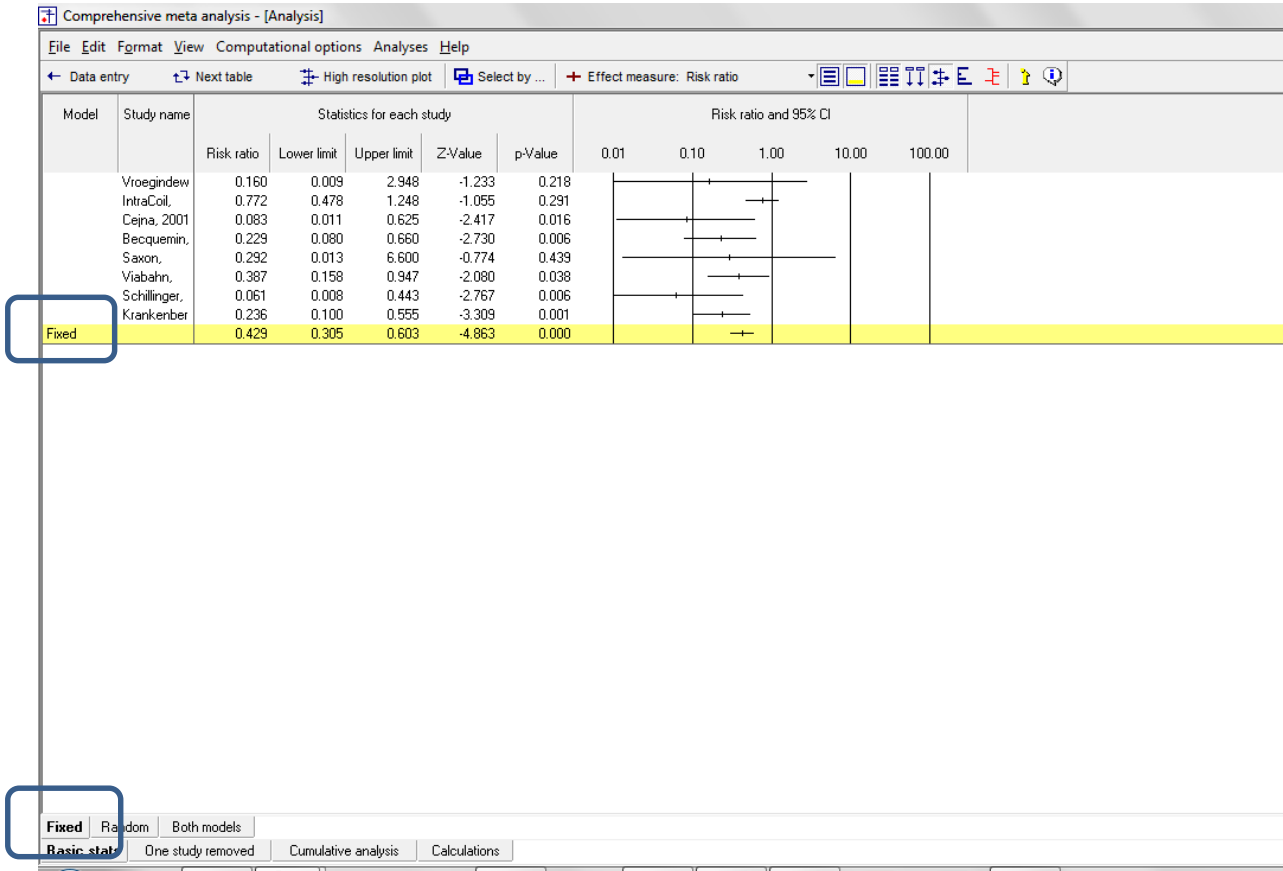 Comprehensive meta analysis - [Analysis]
File Edit Format View Computational options Analyses Help
Data entry Next table High resolution plot Select by ... Effect measure: Risk ratio
Model Study name Statistics for each study Risk ratio and 95% CI
Risk ratio Lower limit Upper limit Z-Value p-Value 0.01 0.10 1.00 10.00 100.00
Vroegindew 0.160 0.009 2.948 -1.233 0.218
IntraCoil, 0.772 0.478 1.248 -1.055 0.291
Cejna, 2001 0.083 0.011 0.625 -2.417 0.016
Becquemin, 0.229 0.080 0.660 -2.730 0.006
Saxon, 0.292 0.013 6.600 -0.774 0.439
Viabahn, 0.387 0.158 0.947 -2.080 0.038
Schillinger, 0.061 0.008 0.443 -2.767 0.006
Krankenber 0.236 0.100 0.555 -3.309 0.001
Fixed 0.429 0.305 0.603 -4.863 0.000
Fixed Random Both models
Basic stats One study removed Cumulative analysis Calculations